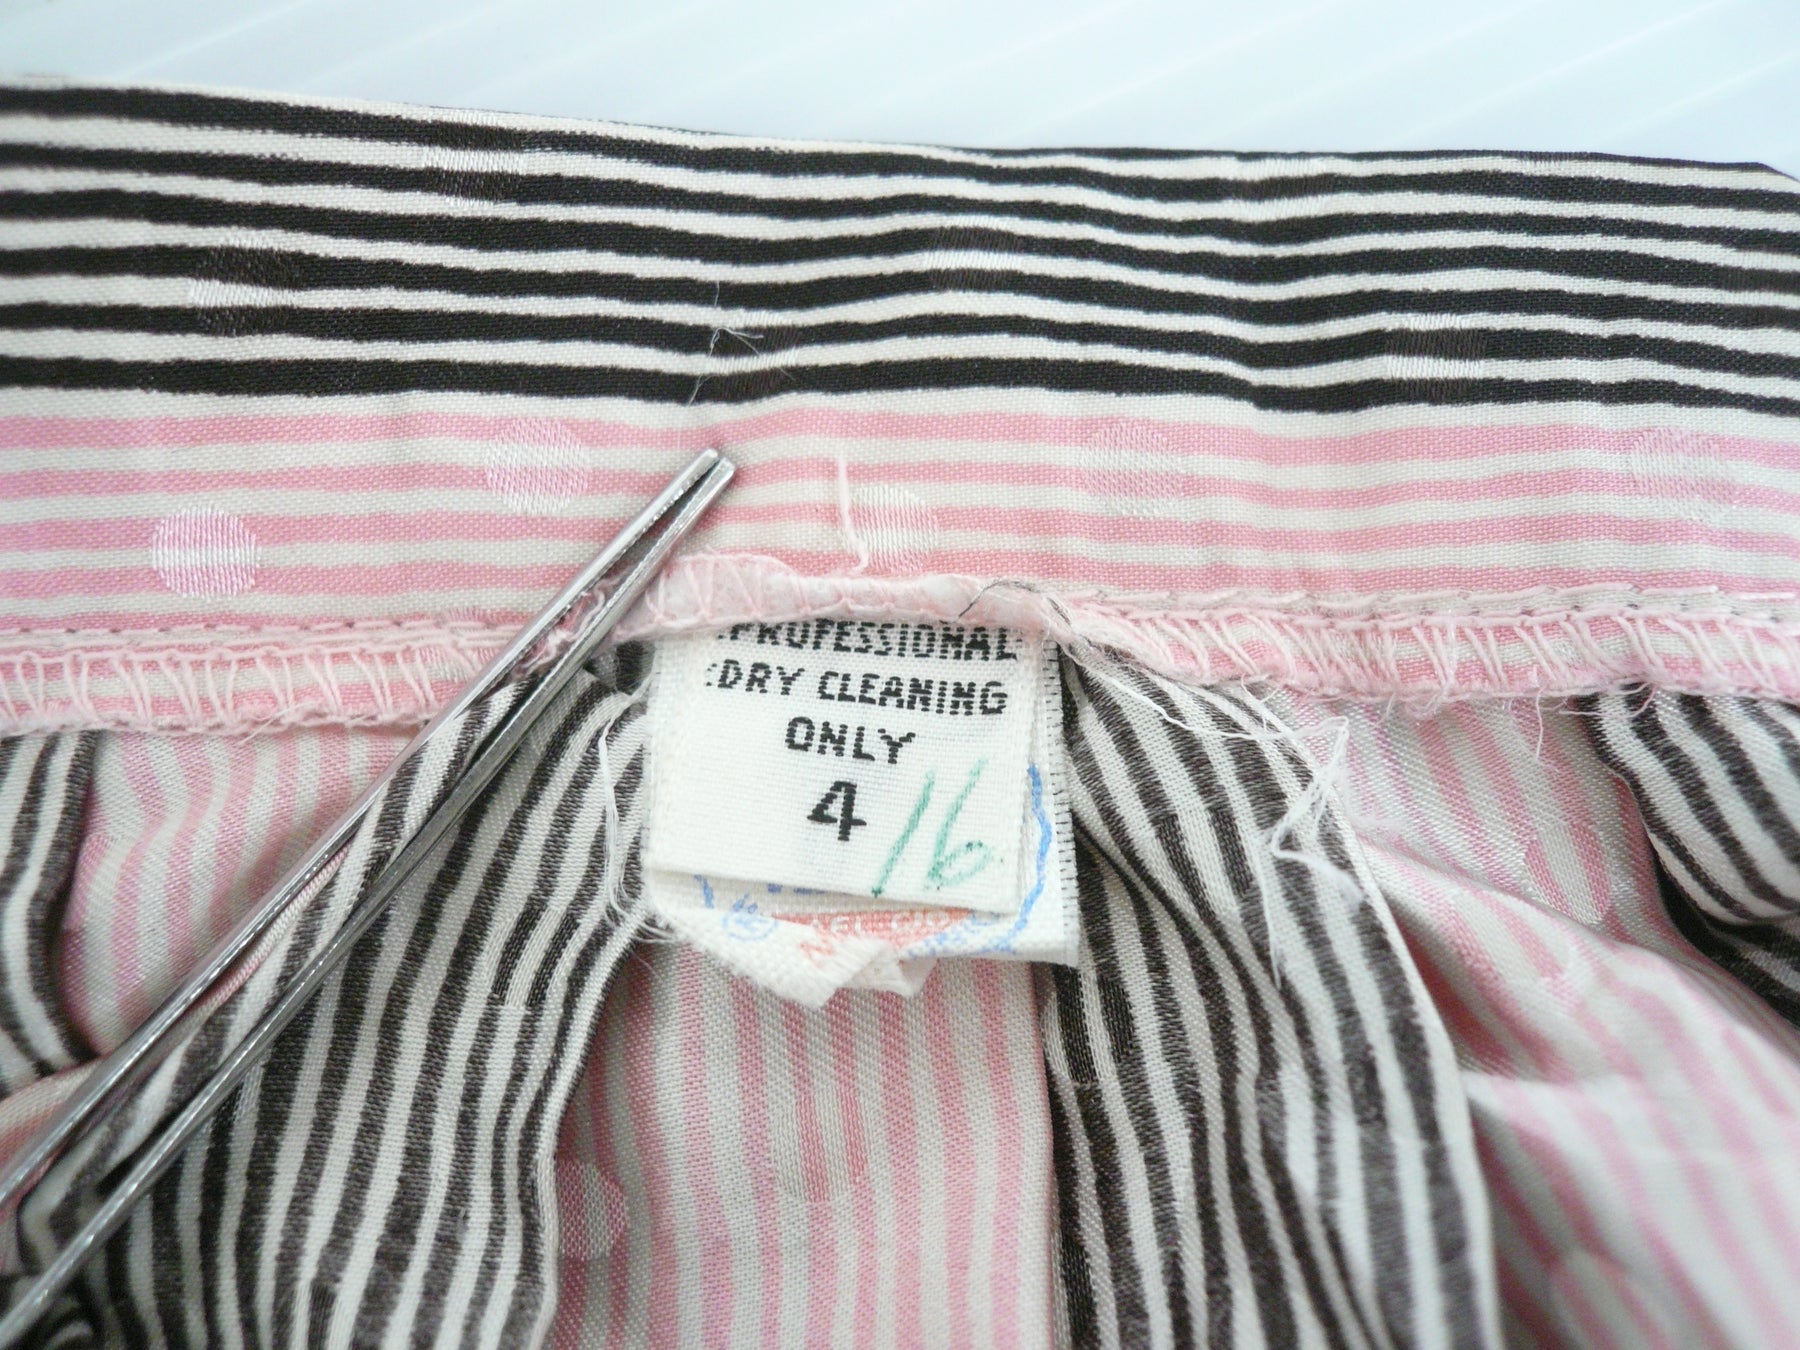 PROFESSIONAL
DRY CLEANING
ONLY
4 16